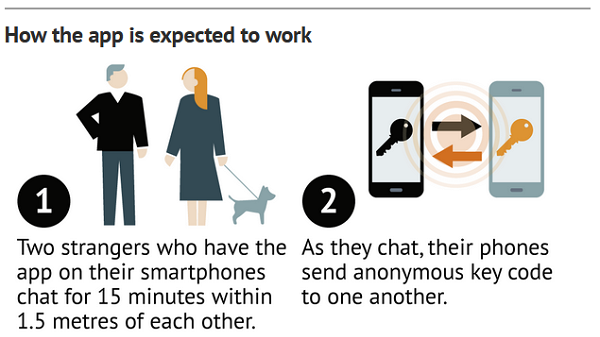 How the app is expected to work
1
Two strangers who have the
app on their smartphones
chat for 15 minutes within
1.5 metres of each other.
2
As they chat, their phones
send anonymous key code
to one another.